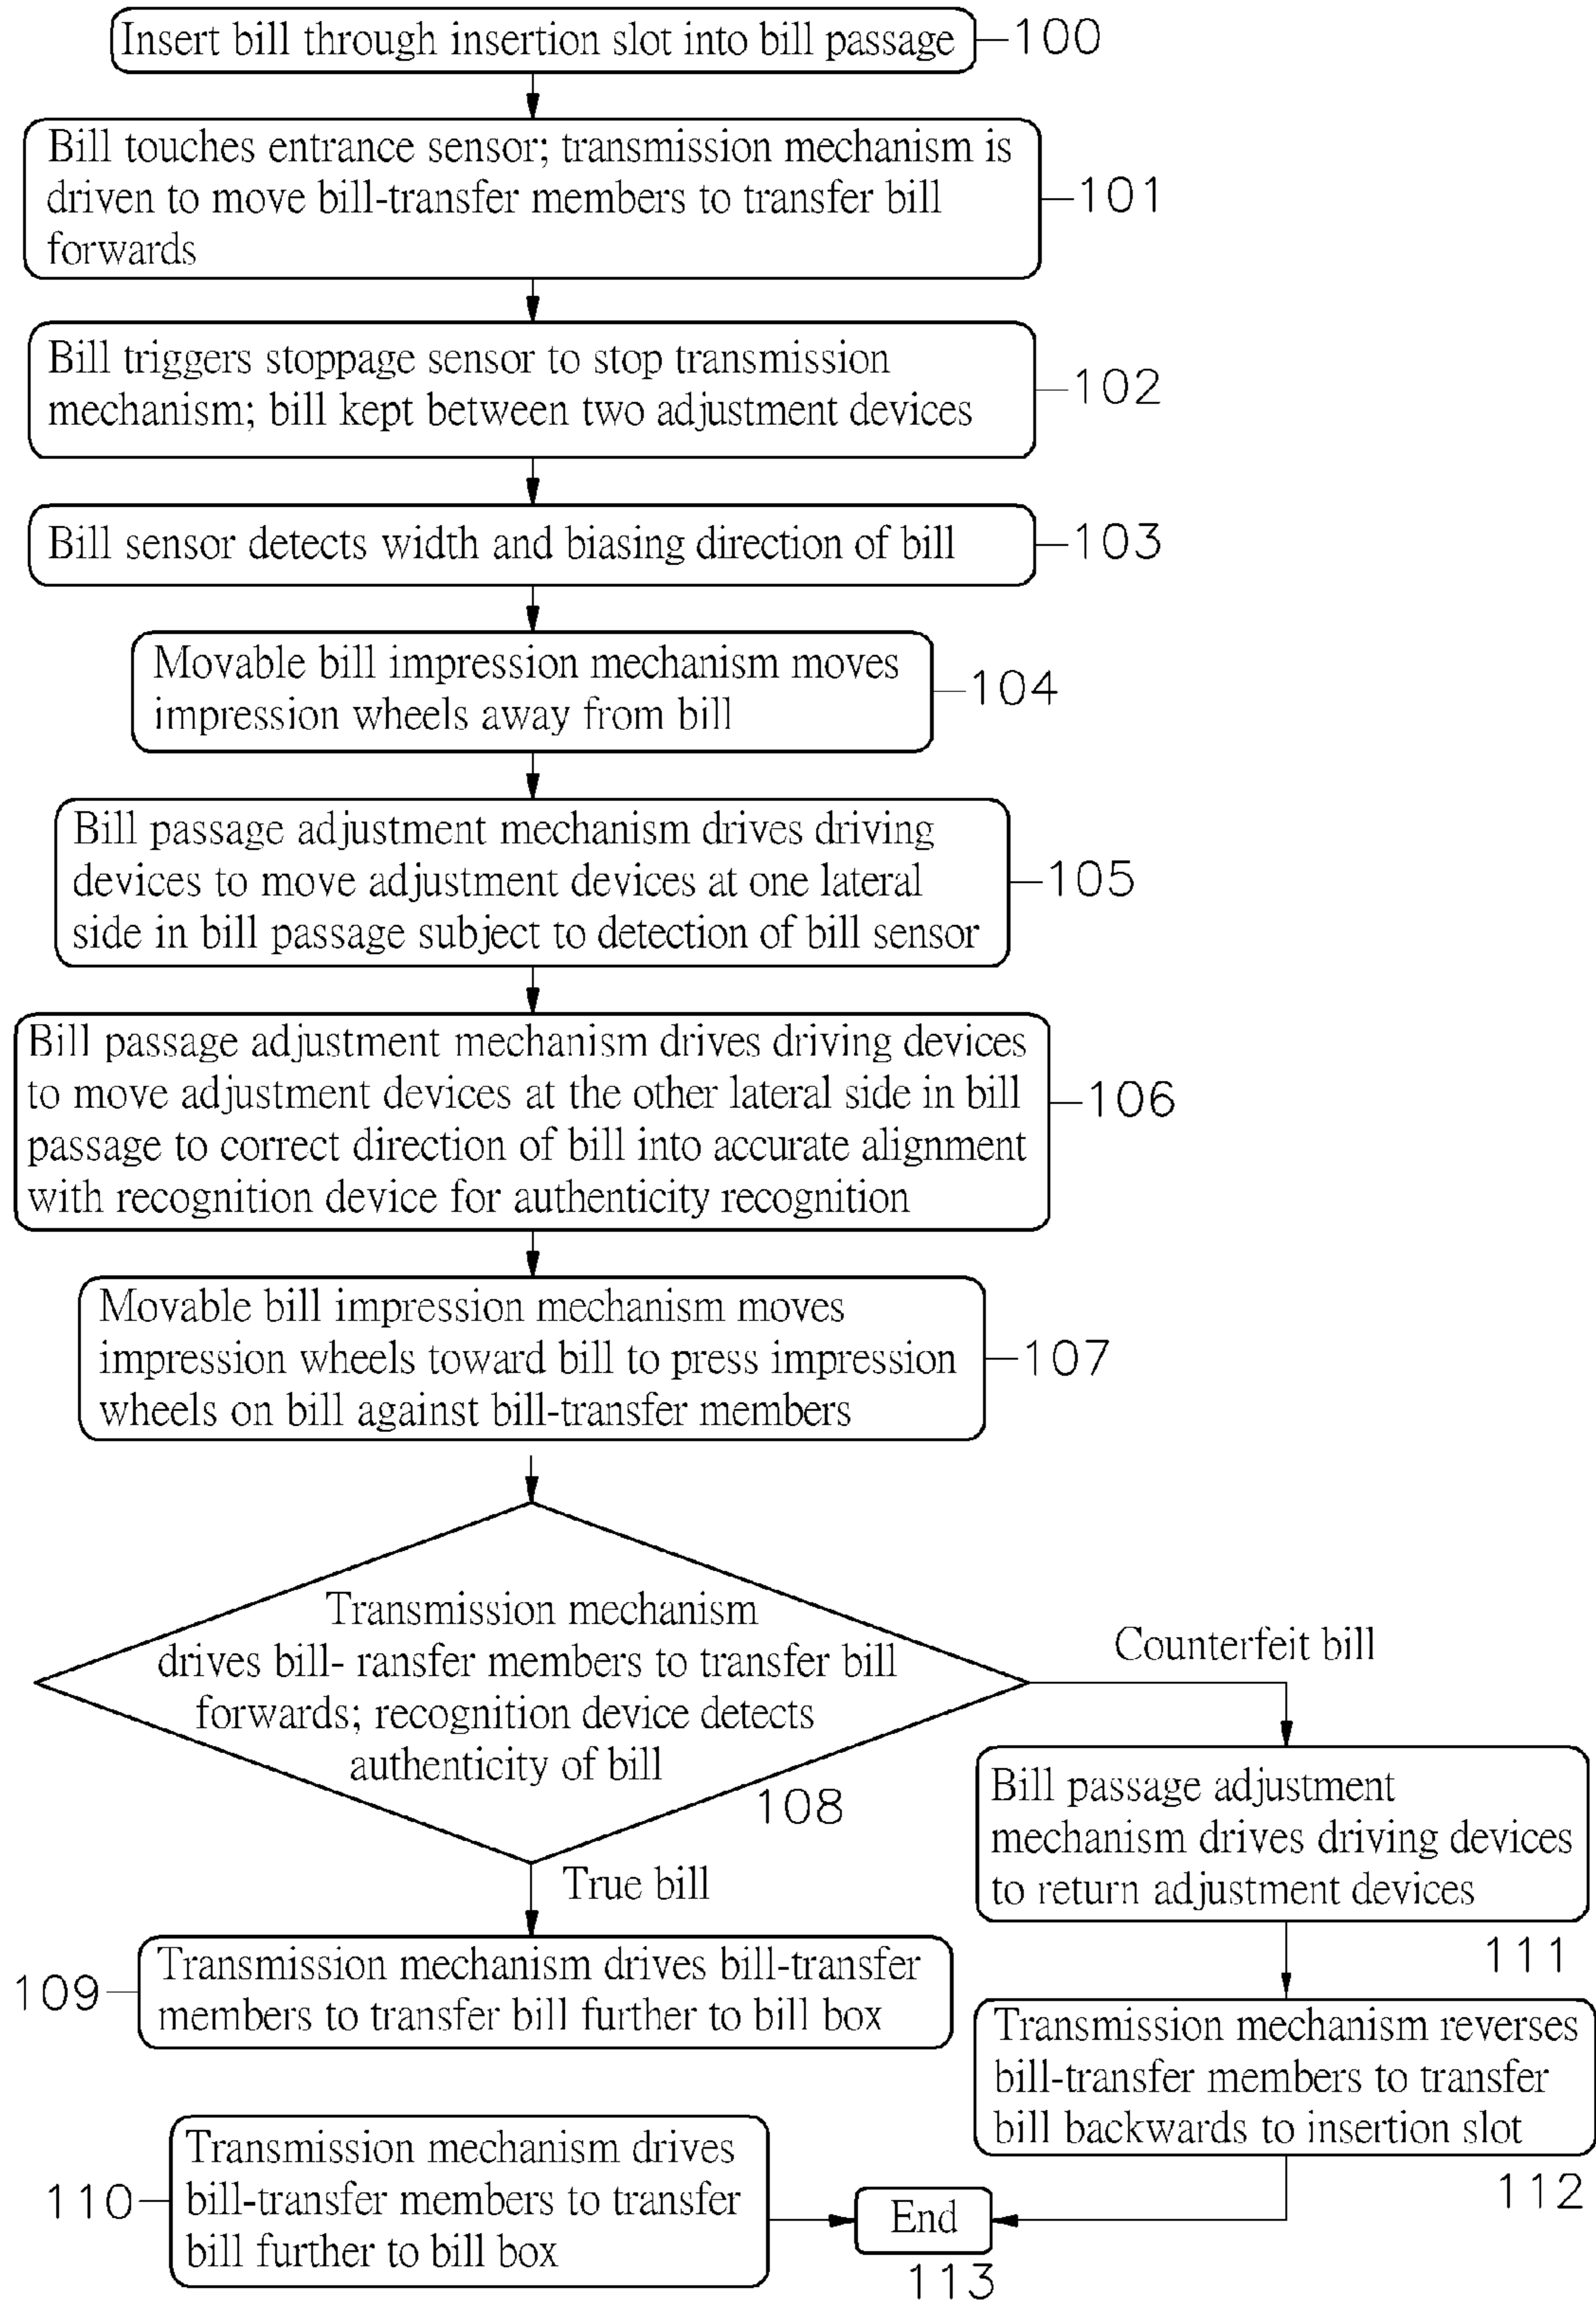 Insert bill through insertion slot into bill passage
100
Bill touches entrance sensor; transmission mechanism is
driven to move bill-transfer members to transfer bill
forwards
101
Bill triggers stoppage sensor to stop transmission
mechanism; bill kept between two adjustment devices
102
Bill sensor detects width and biasing direction of bill
103
Movable bill impression mechanism moves
impression wheels away from bill
104
Bill passage adjustment mechanism drives driving
devices to move adjustment devices at one lateral
side in bill passage subject to detection of bill sensor
105
Bill passage adjustment mechanism drives driving devices
to move adjustment devices at the other lateral side in bill
passage to correct direction of bill into accurate alignment
with recognition device for authenticity recognition
106
Movable bill impression mechanism moves
impression wheels toward bill to press impression
wheels on bill against bill-transfer members
107
Transmission mechanism
drives bill- ransfer members to transfer bill
forwards; recognition device detects
authenticity of bill
108
Counterfeit bill
True bill
Bill passage adjustment
mechanism drives driving devices
to return adjustment devices
111
Transmission mechanism drives bill-transfer
members to transfer bill further to bill box
109
Transmission mechanism reverses
bill-transfer members to transfer
bill backwards to insertion slot
112
Transmission mechanism drives
bill-transfer members to transfer
bill further to bill box
110
End
113